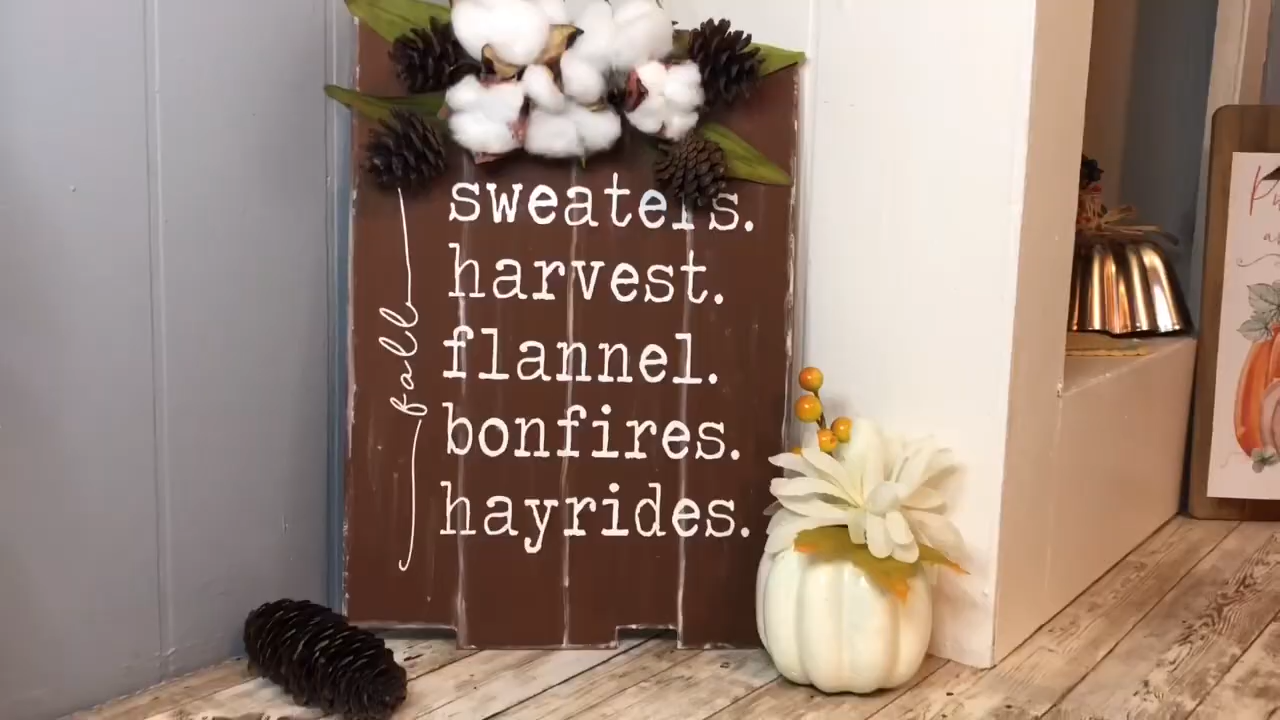 fall
sweaters.
harvest.
flannel.
bonfires.
hayrides.